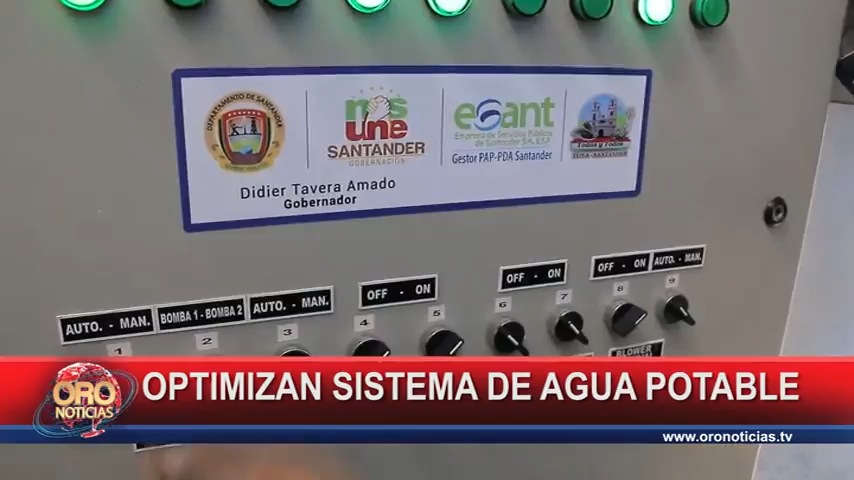 DEPARTAMENTO DE SANTANDER
nos
une
SANTANDER
GOBERNACIÓN
Didier Tavera Amado
Gobernador
esant
Empresa de Servicios Públicos
de Santander S.A. E.S.P.
Gestor PAP-PDA Santander
Todos y Todos
AUTO. - MAN.
BOMBA 1 - BOMBA 2
AUTO. - MAN.
OFF - ON
OFF - ON
OFF - ON
AUTO. - MAN.
1
2
3
4
5
6
7
8
9
BLOWER
ORO
NOTICIAS
OPTIMIZAN SISTEMA DE AGUA POTABLE
www.oronoticias.tv